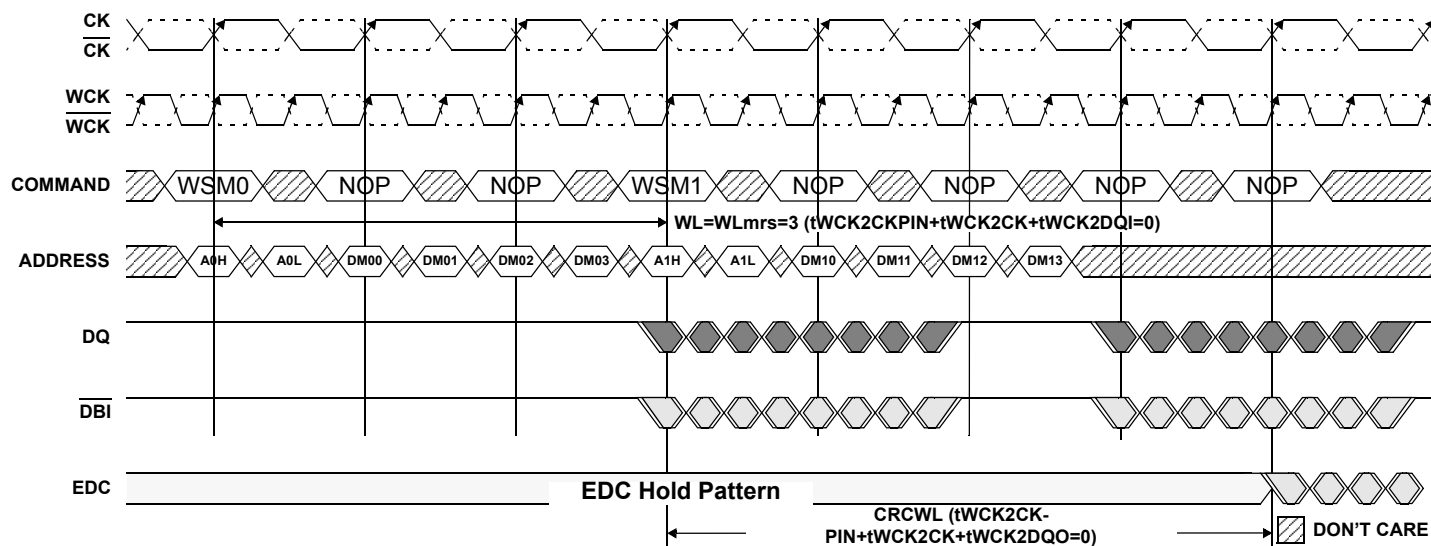 CK
CK
WCK
WCK
COMMAND WSM0 NOP NOP WSM1 NOP NOP NOP NOP
WL=WLmrs=3 (tWCK2CKPIN+tWCK2CK+tWCK2DQI=0)
ADDRESS A0H A0L DM00 DM01 DM02 DM03 A1H A1L DM10 DM11 DM12 DM13
DQ
DBI
EDC EDC Hold Pattern
CRCWL (tWCK2CK-
PIN+tWCK2CK+tWCK2DQO=0)
DON'T CARE